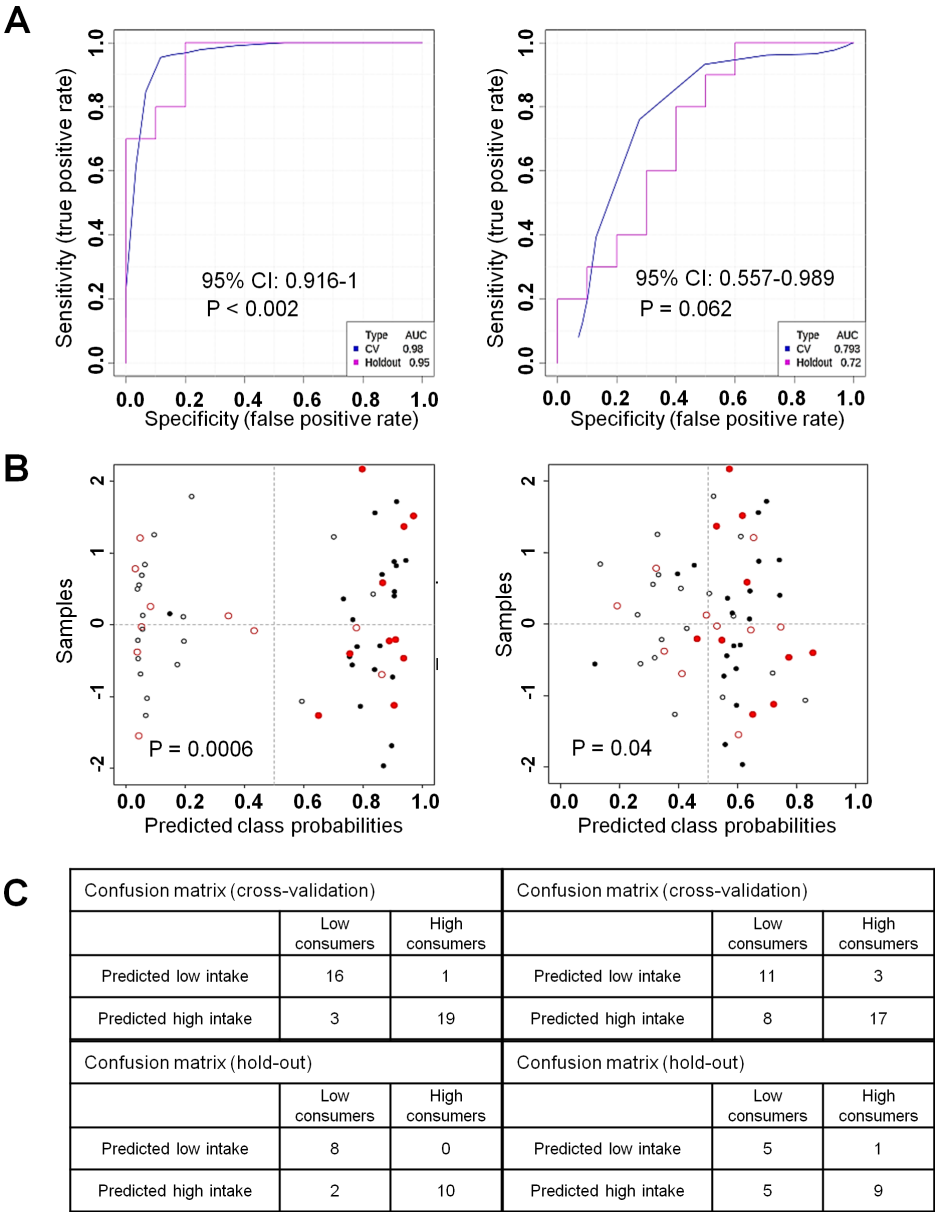 A
Sensitivity (true positive rate)
1.0
0.8
0.6
0.4
0.2
0.0
95% CI: 0.916-1
P < 0.002
Type AUC
CV 0.98
Holdout 0.95
0.0 0.2 0.4 0.6 0.8 1.0
Specificity (false positive rate)
Sensitivity (true positive rate)
1.0
0.8
0.6
0.4
0.2
0.0
95% CI: 0.557-0.989
P = 0.062
Type AUC
CV 0.793
Holdout 0.72
0.0 0.2 0.4 0.6 0.8 1.0
Specificity (false positive rate)
B
Samples
2
1
0
-1
-2
P = 0.0006
0.0 0.2 0.4 0.6 0.8 1.0
Predicted class probabilities
Samples
2
1
0
-1
-2
P = 0.04
0.0 0.2 0.4 0.6 0.8 1.0
Predicted class probabilities
C
Confusion matrix (cross-validation)
Low consumers High consumers
Predicted low intake 16 1
Predicted high intake 3 19
Confusion matrix (cross-validation)
Low consumers High consumers
Predicted low intake 11 3
Predicted high intake 8 17
Confusion matrix (hold-out)
Low consumers High consumers
Predicted low intake 8 0
Predicted high intake 2 10
Confusion matrix (hold-out)
Low consumers High consumers
Predicted low intake 5 1
Predicted high intake 5 9